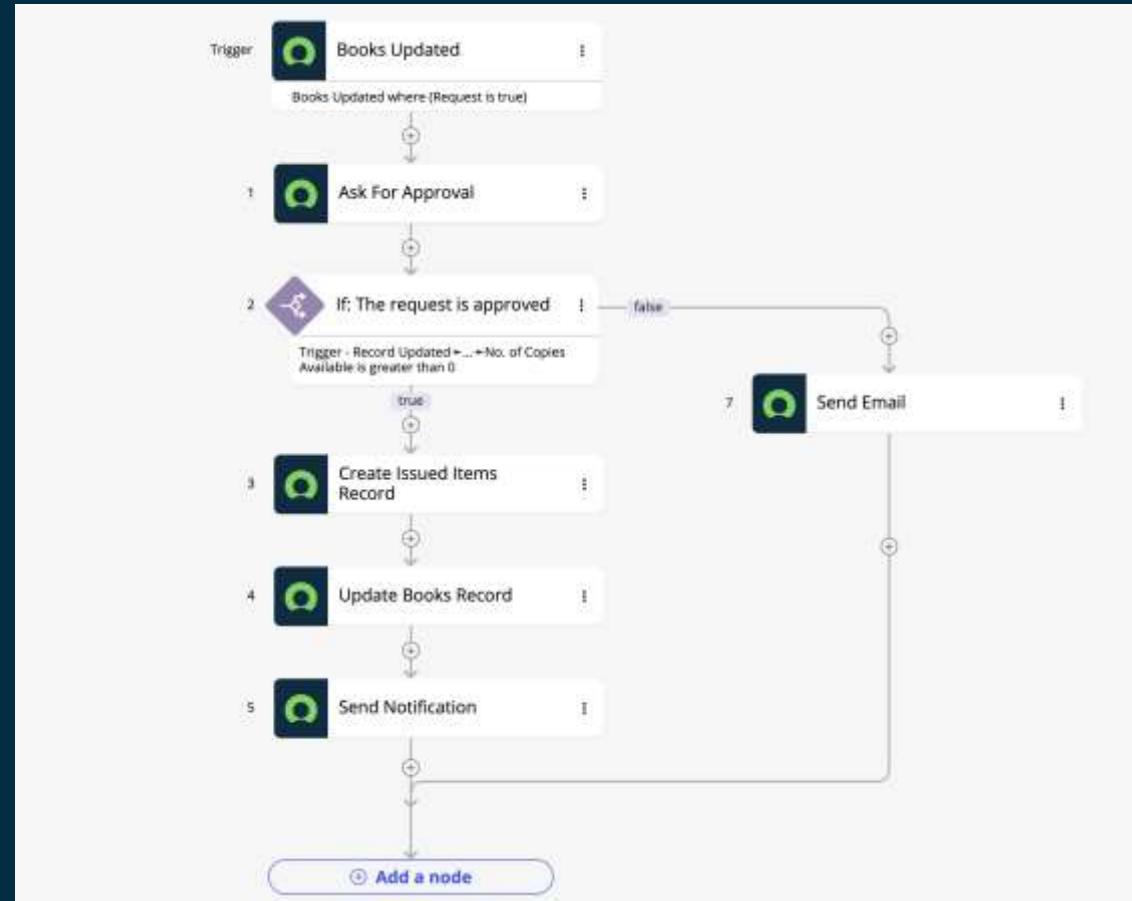 Trigger
Books Updated
Books Updated where (Request is true)
1
Ask For Approval
2
If: The request is approved
false
Trigger - Record Updated ▸...▸No. of Copies
Available is greater than 0
true
7
Send Email
3
Create Issued Items
Record
4
Update Books Record
5
Send Notification
Add a node